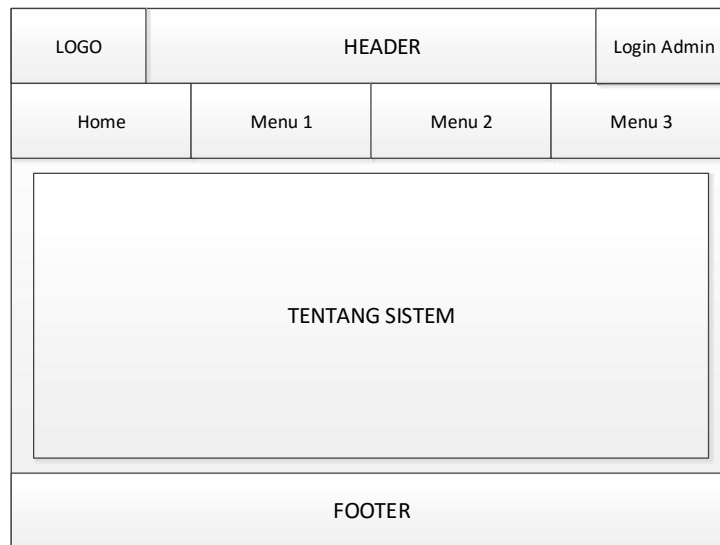 LOGO
HEADER
Login Admin
Home
Menu 1
Menu 2
Menu 3
TENTANG SISTEM
FOOTER